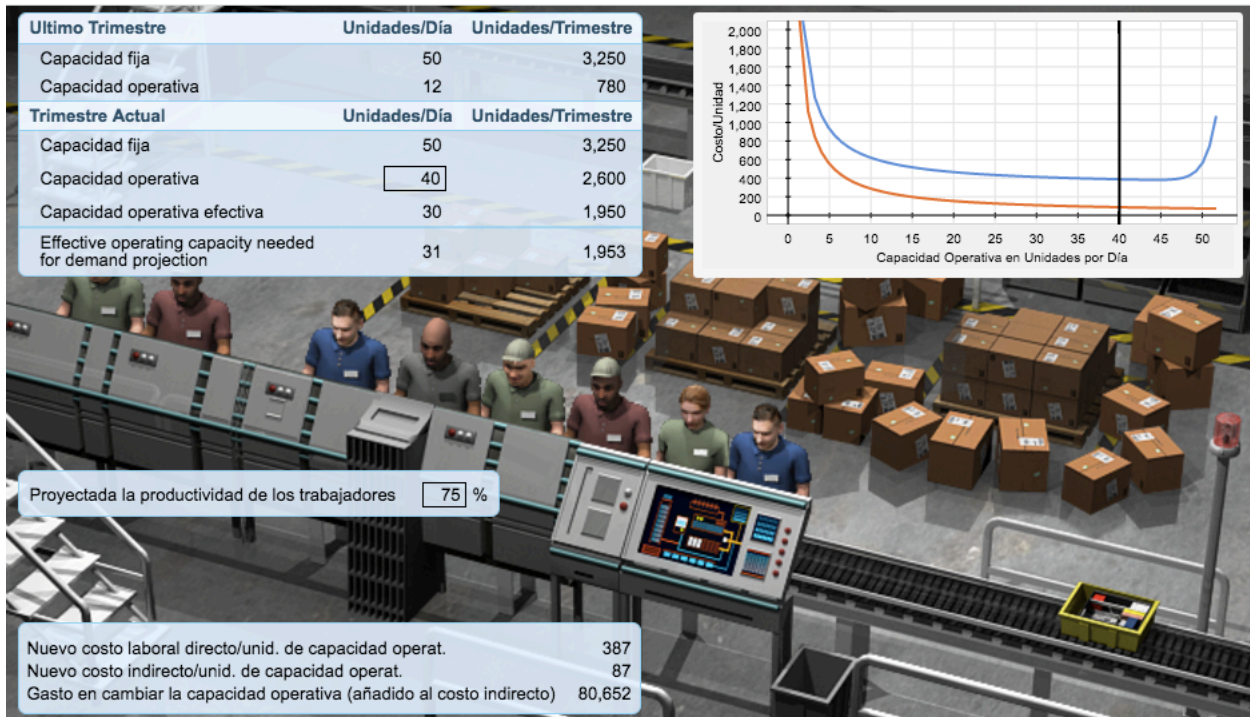 Ultimo Trimestre Unidades/Día Unidades/Trimestre
Capacidad fija 50 3,250
Capacidad operativa 12 780
Trimestre Actual Unidades/Día Unidades/Trimestre
Capacidad fija 50 3,250
Capacidad operativa 40 2,600
Capacidad operativa efectiva 30 1,950
Effective operating capacity needed
for demand projection 31 1,953
Costo/Unidad
2,000
1,800
1,600
1,400
1,200
1,000
800
600
400
200
0
0 5 10 15 20 25 30 35 40 45 50
Capacidad Operativa en Unidades por Día
Proyectada la productividad de los trabajadores 75 %
Nuevo costo laboral directo/unid. de capacidad operat. 387
Nuevo costo indirecto/unid. de capacidad operat. 87
Gasto en cambiar la capacidad operativa (añadido al costo indirecto) 80,652